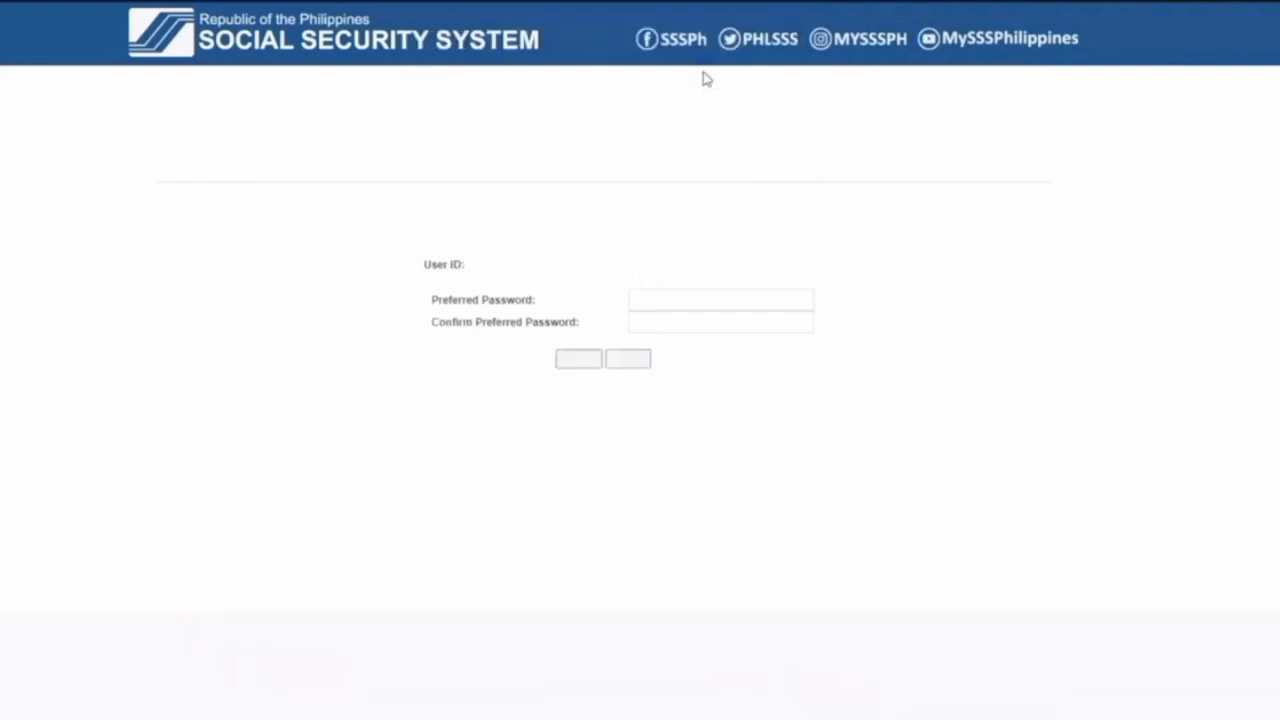 Republic of the Philippines
SOCIAL SECURITY SYSTEM
SSSPh PHLSSS MYSSSPH MySSSPhilippines
User ID:
Preferred Password:
Confirm Preferred Password: